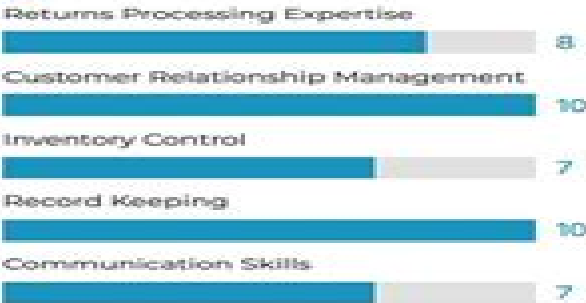 Returns Processing Expertise
8
Customer Relationship Management
10
Inventory Control
7
Record Keeping
10
Communication Skills
7